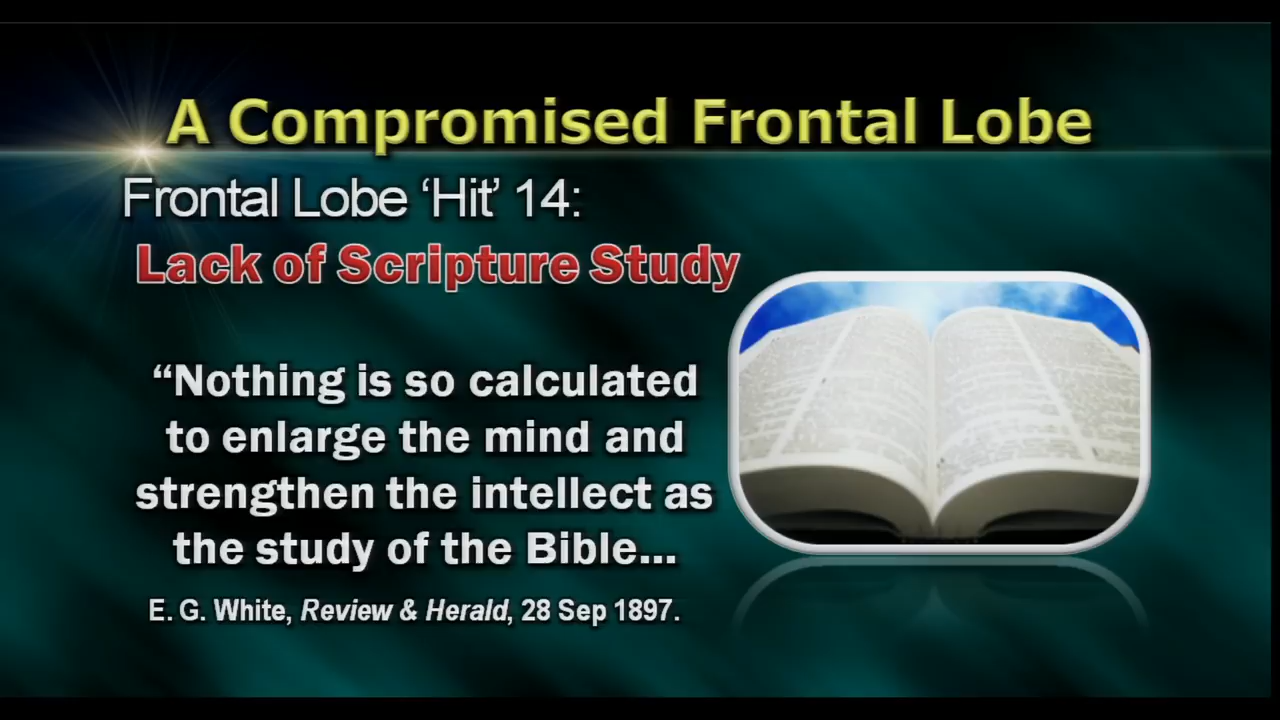 A Compromised Frontal Lobe
Frontal Lobe ‘Hit’ 14:
Lack of Scripture Study
“Nothing is so calculated
to enlarge the mind and
strengthen the intellect as
the study of the Bible...
E. G. White, Review & Herald, 28 Sep 1897.